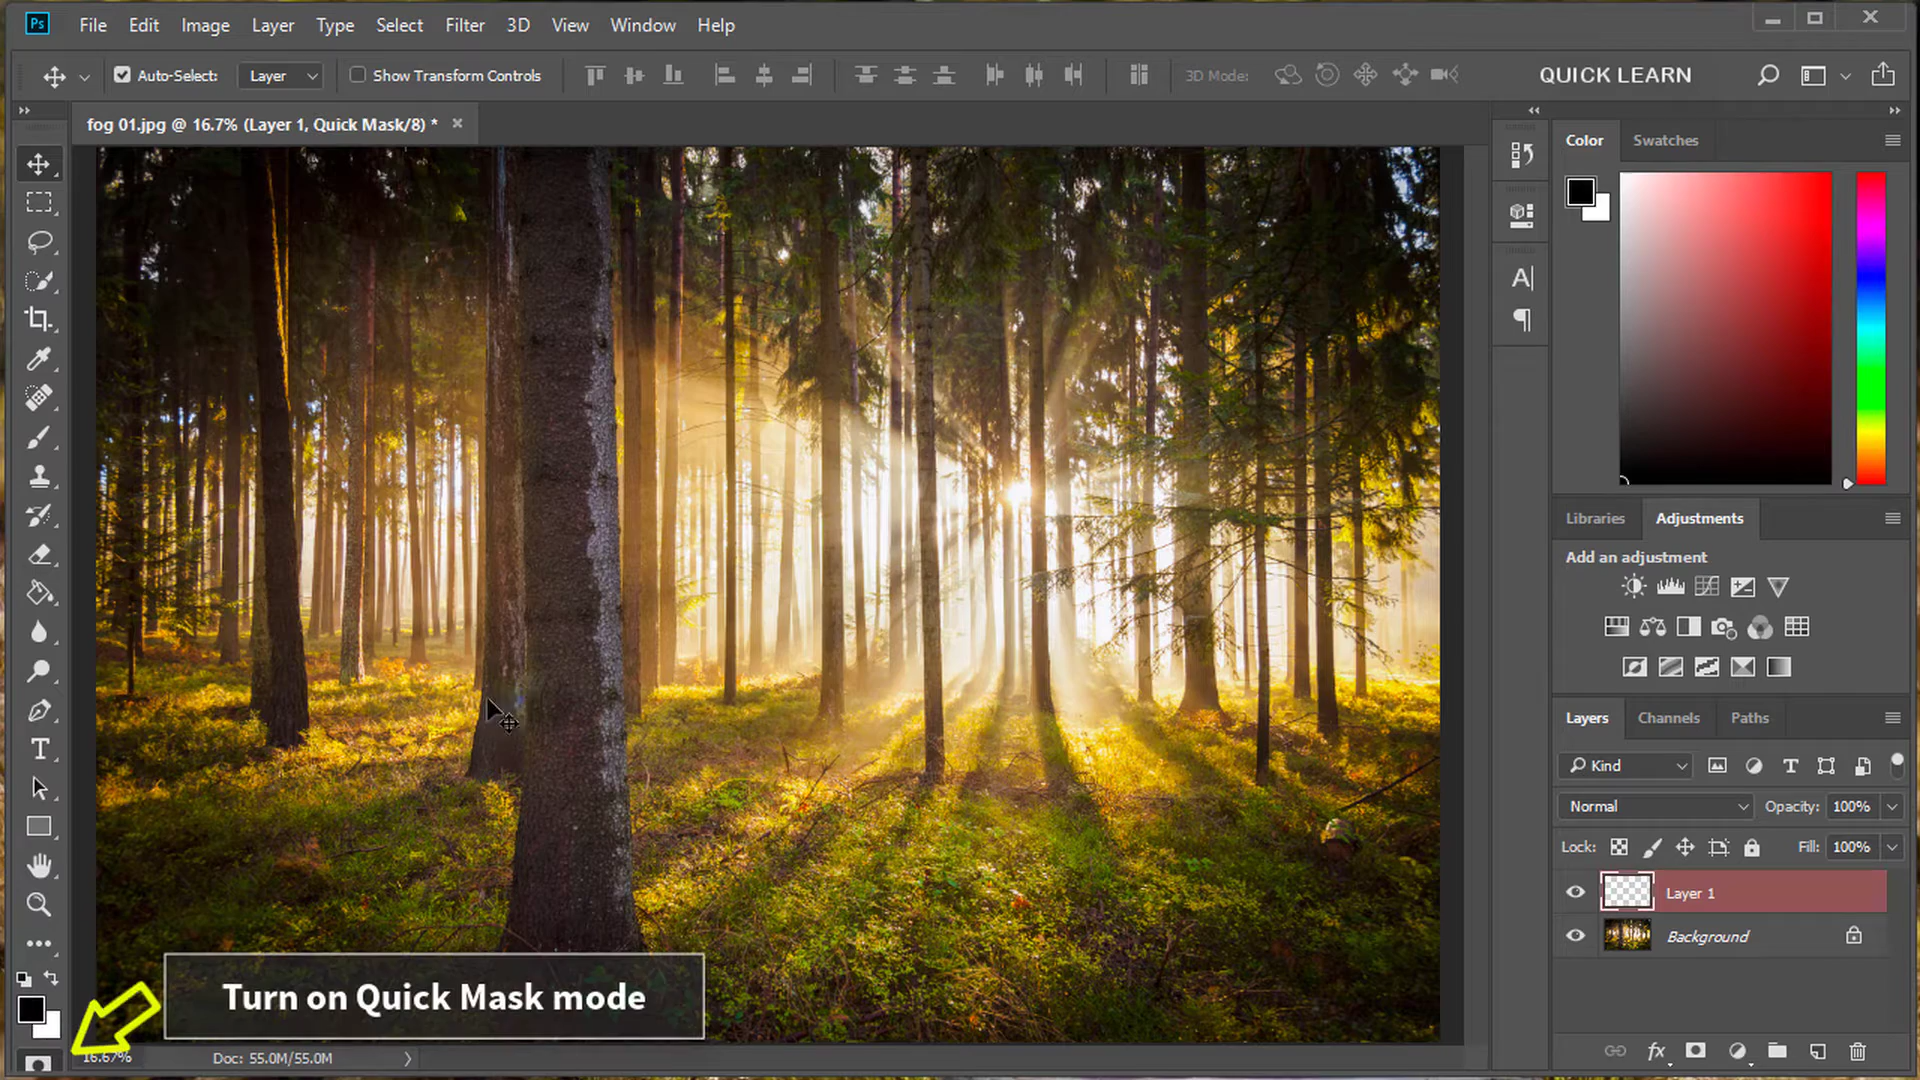 Ps File Edit Image Layer Type Select Filter 3D View Window Help
Auto-Select: Layer Show Transform Controls 3D Mode: QUICK LEARN
fog 01.jpg @ 16.7% (Layer 1, Quick Mask/8) *
Color Swatches
Libraries Adjustments
Add an adjustment
Layers Channels Paths
Kind
Normal Opacity: 100%
Lock: Fill: 100%
Layer 1
Background
fx
Turn on Quick Mask mode
16.67% Doc: 55.0M/55.0M